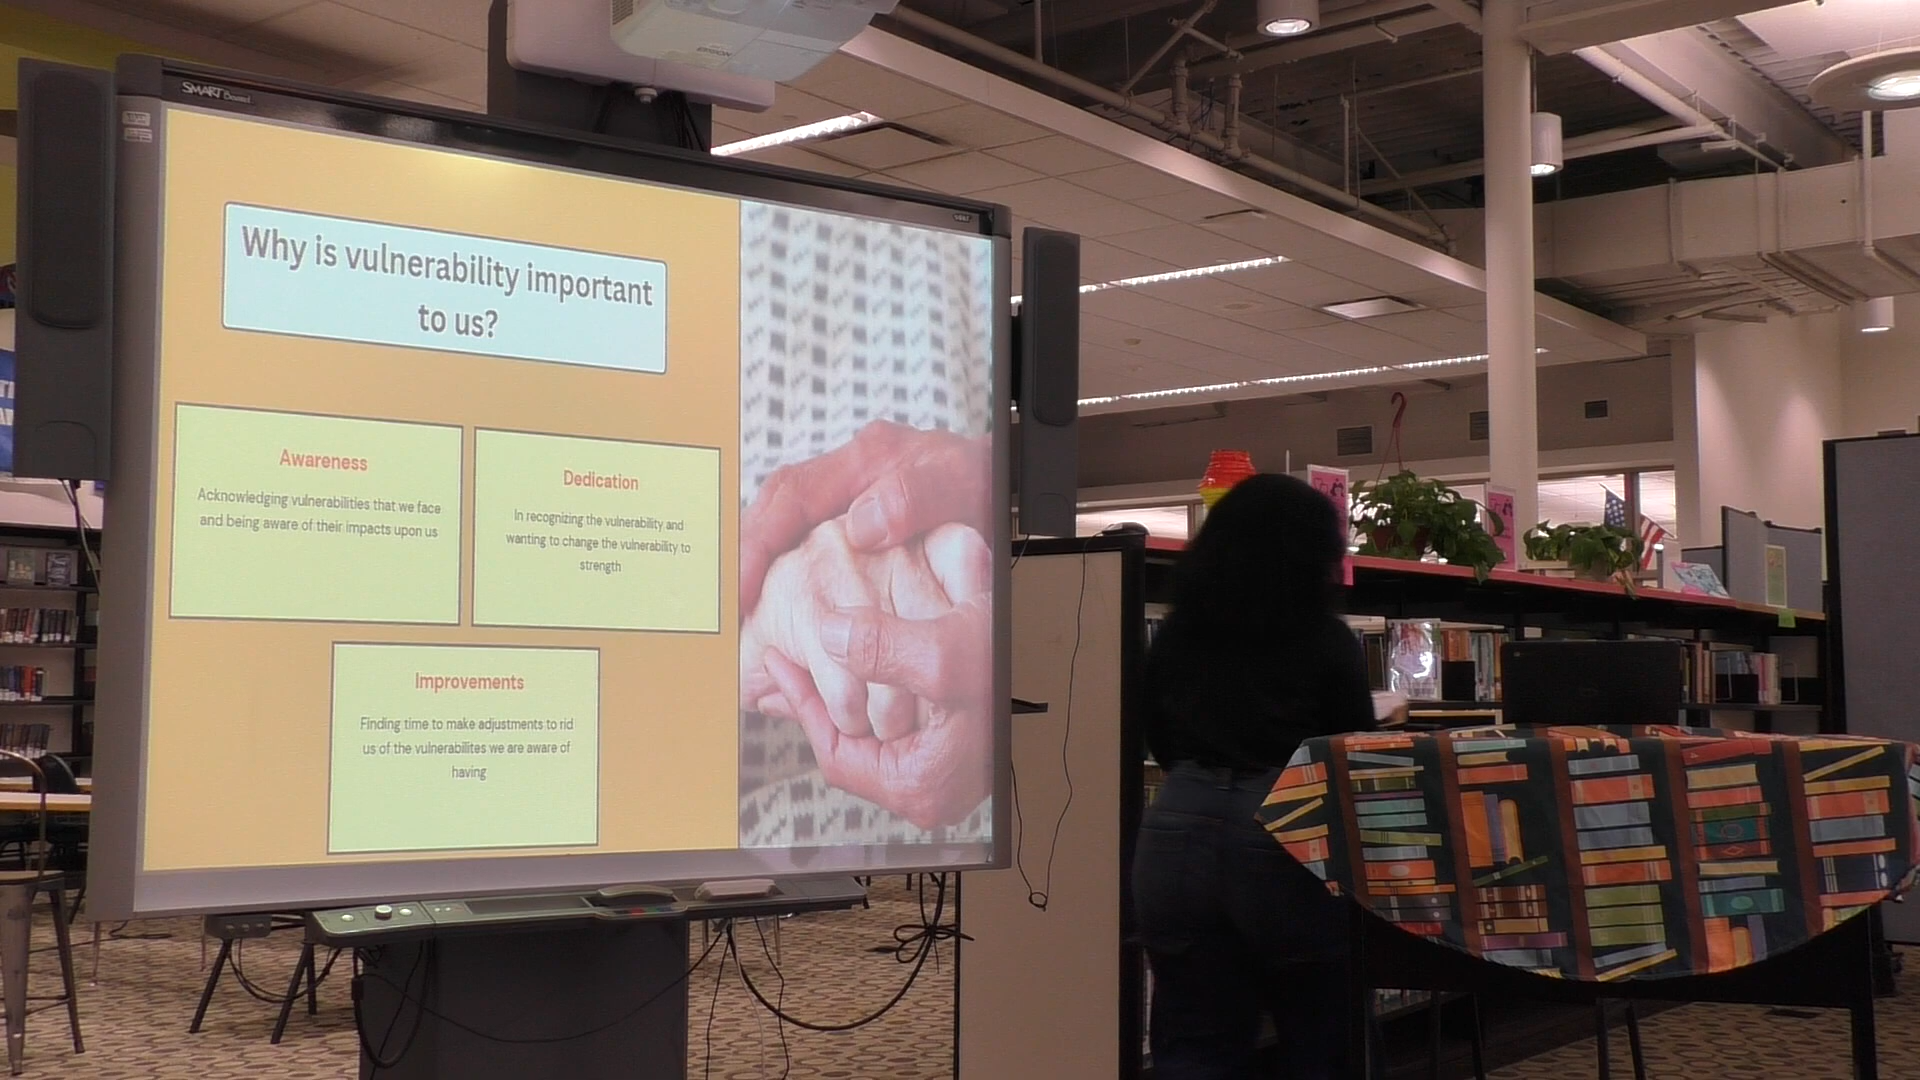 SMART Board
EPSON
Why is vulnerability important
to us?
Awareness
Acknowledging vulnerabilities that we face
and being aware of their impacts upon us
Dedication
In recognizing the vulnerability and
wanting to change the vulnerability to
strength
Improvements
Finding time to make adjustments to rid
us of the vulnerabilites we are aware of
having